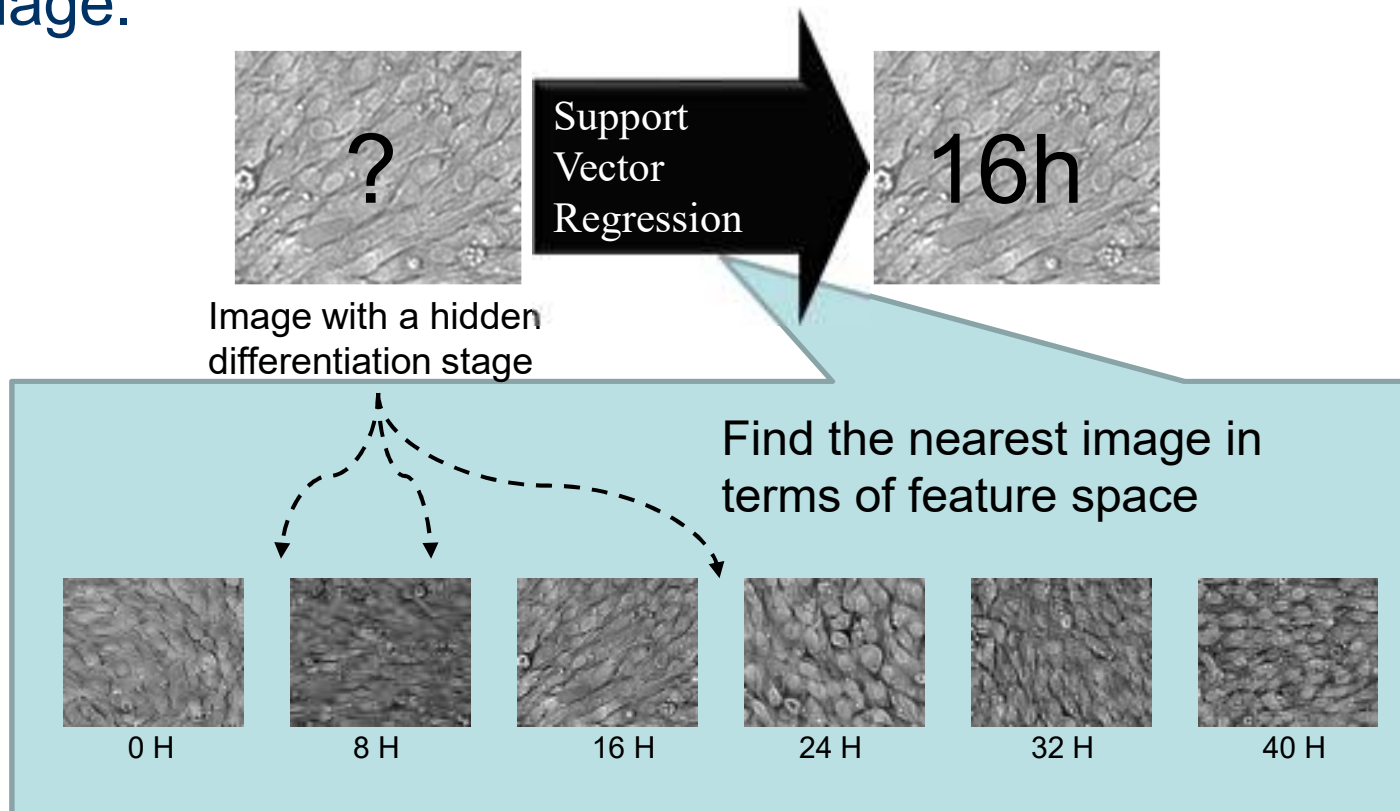 ?
Support
Vector
Regression
16h
Image with a hidden
differentiation stage
Find the nearest image in
terms of feature space
0 H
8 H
16 H
24 H
32 H
40 H